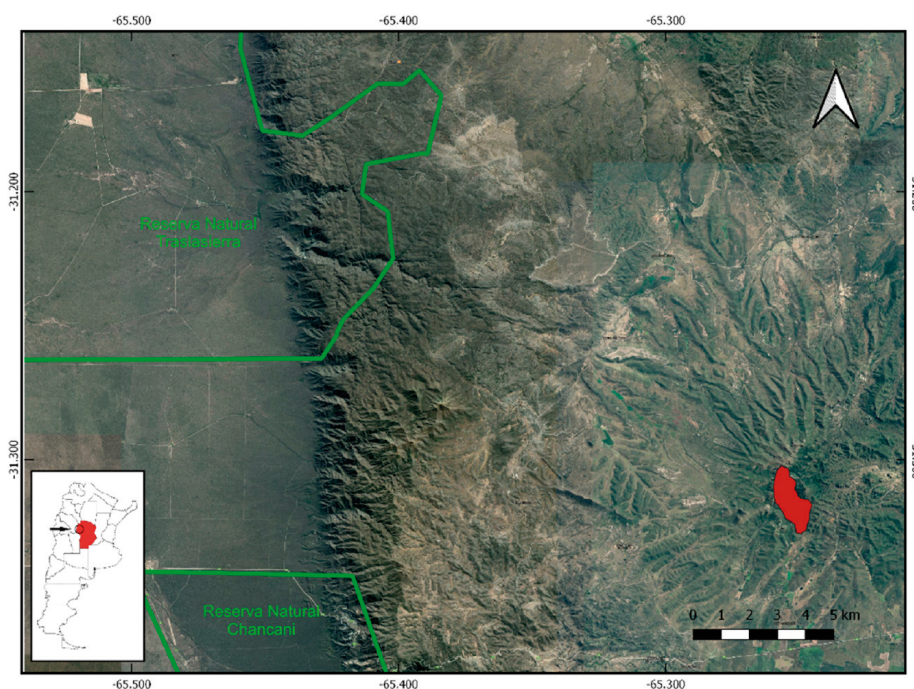 -65.500 -65.400 -65.300
-31.200
Reserva Natural
Traslasierra
-31.300
Reserva Natural
Chancani
0 1 2 3 4 5 km
-65.500 -65.400 -65.300